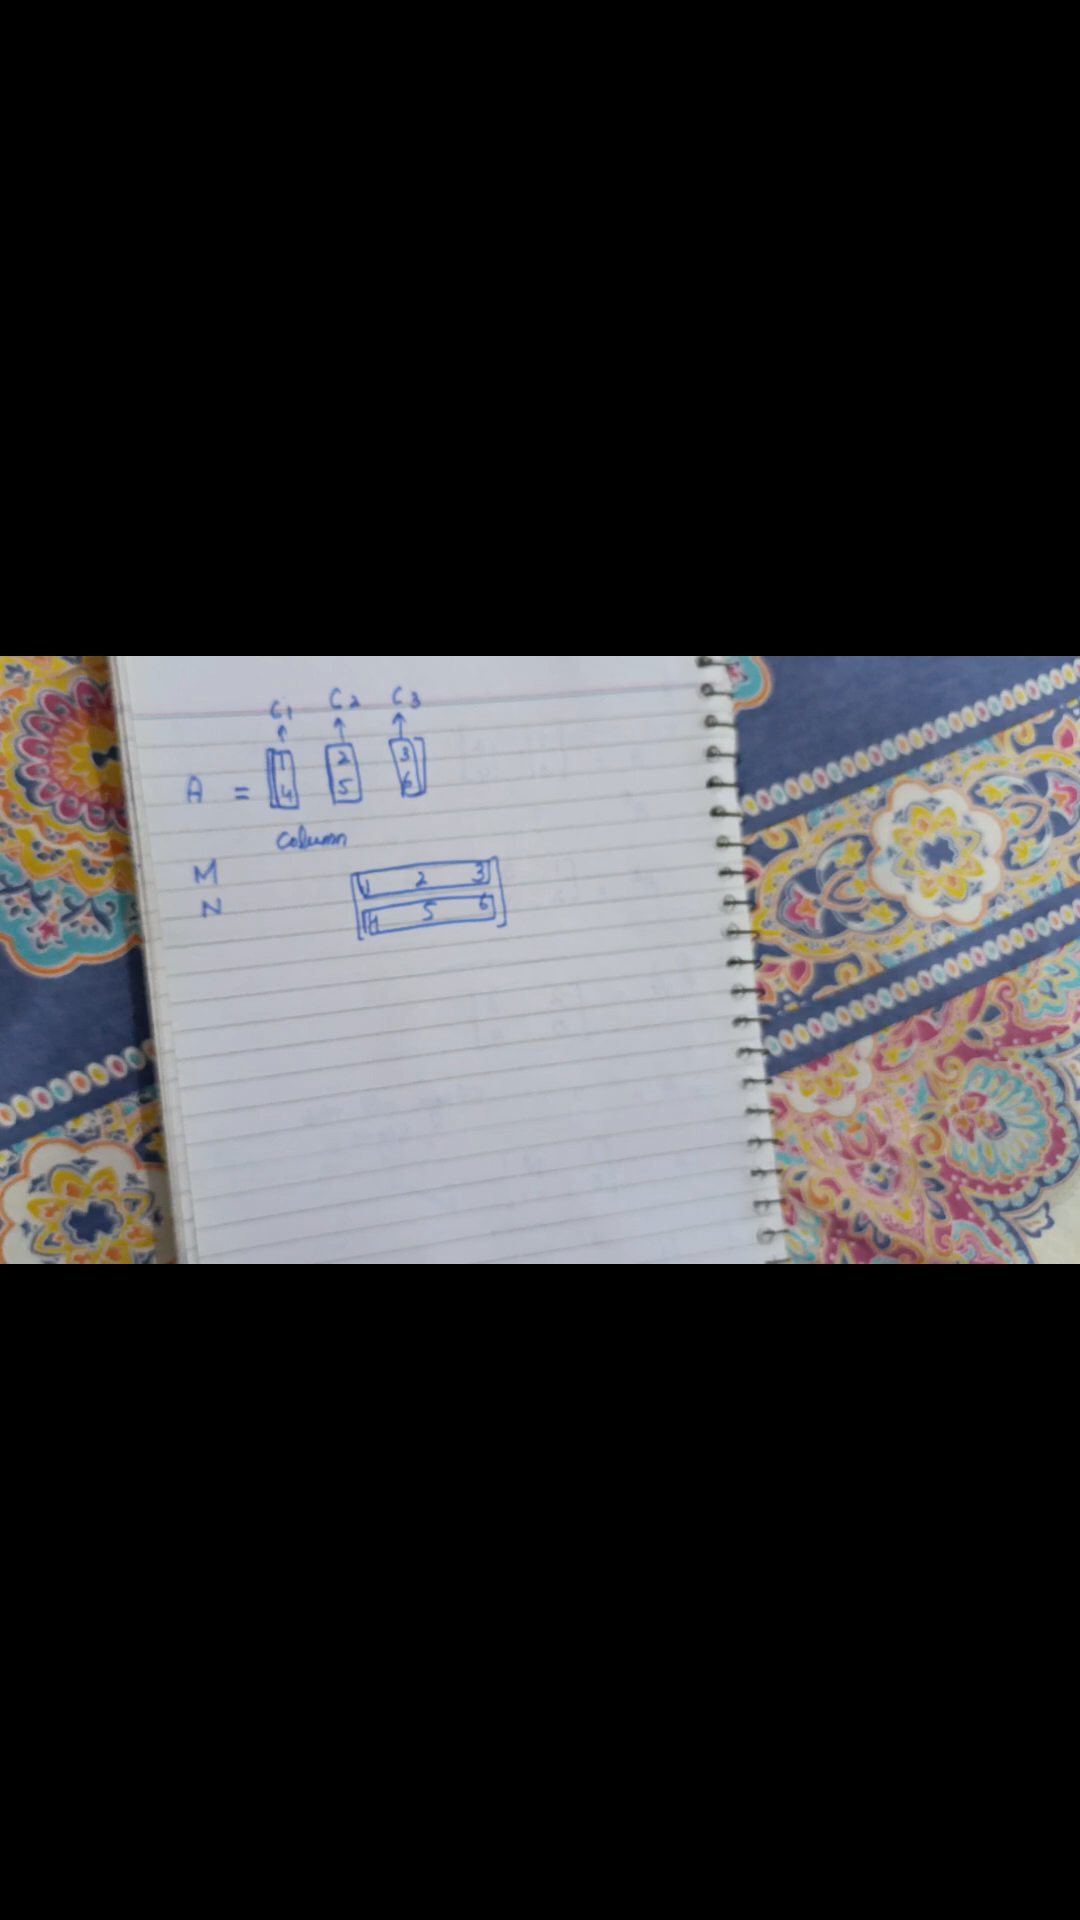 C1 C2 C3
↑ ↑ ↑
1 2 3
A = [ 4 5 6 ]
column
M [ 1 2 3 ]
N [ 4 5 6 ]